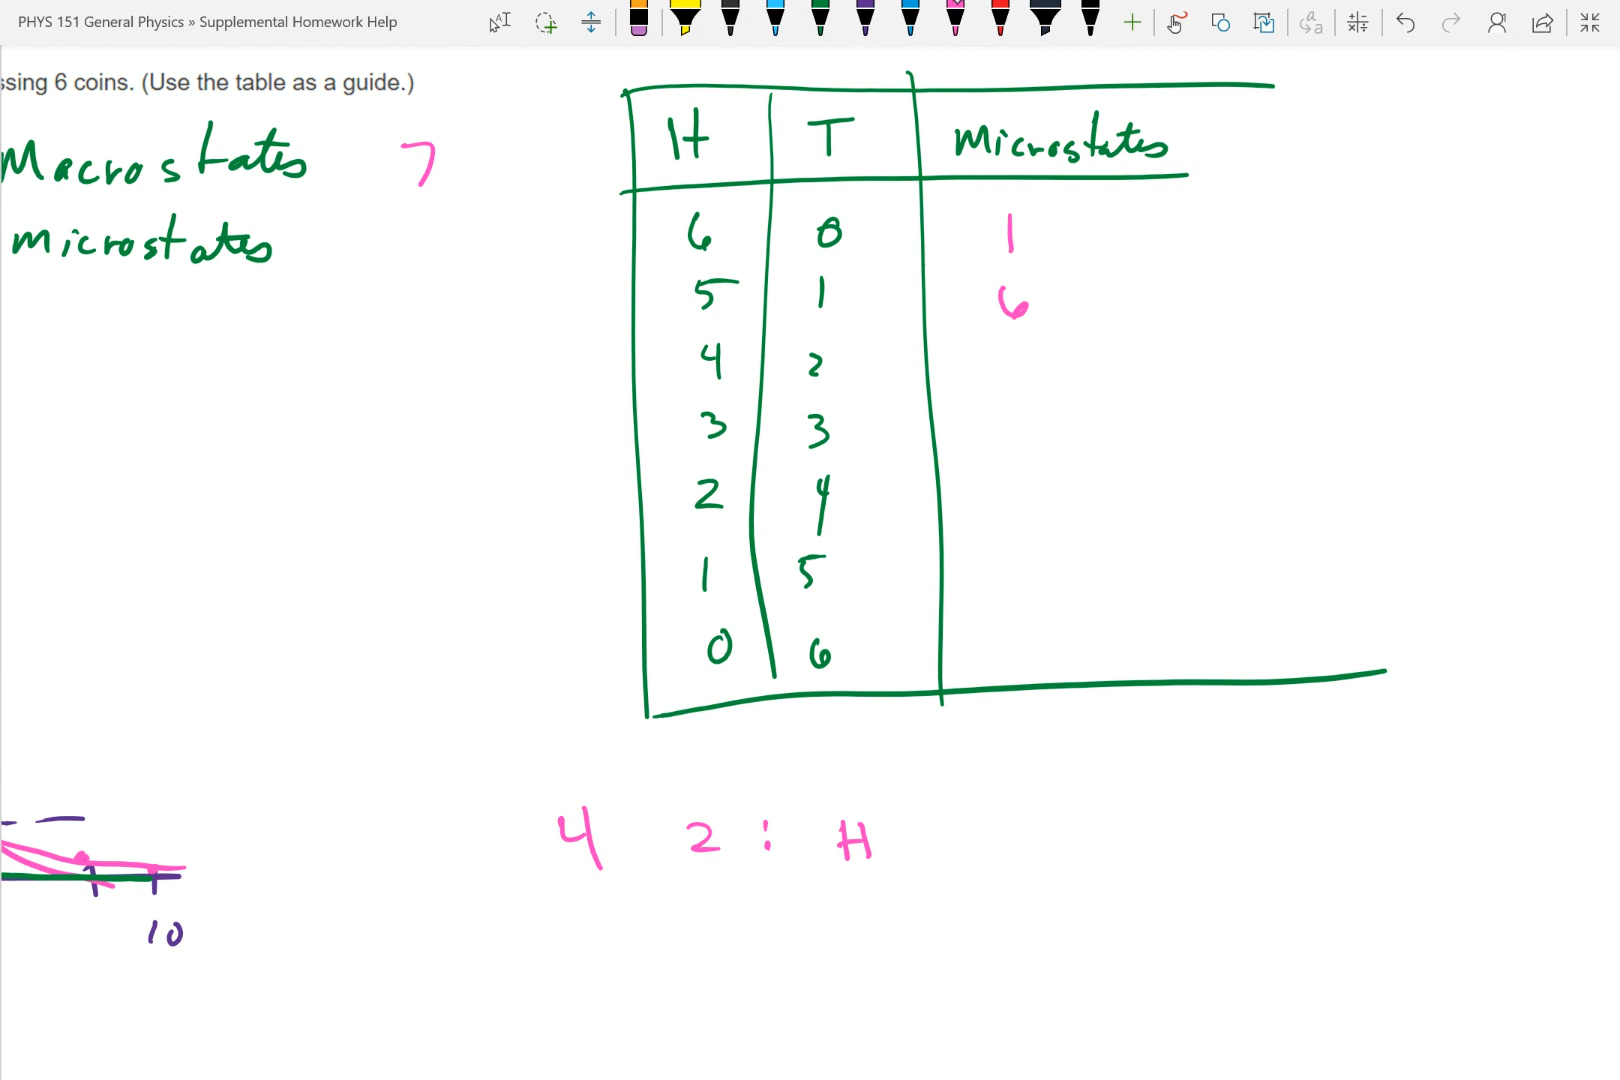 PHYS 151 General Physics » Supplemental Homework Help
ssing 6 coins. (Use the table as a guide.)
Macrostates 7
microstates
H T Microstates
6 0 1
5 1 6
4 2
3 3
2 4
1 5
0 6
4 2 : H
10